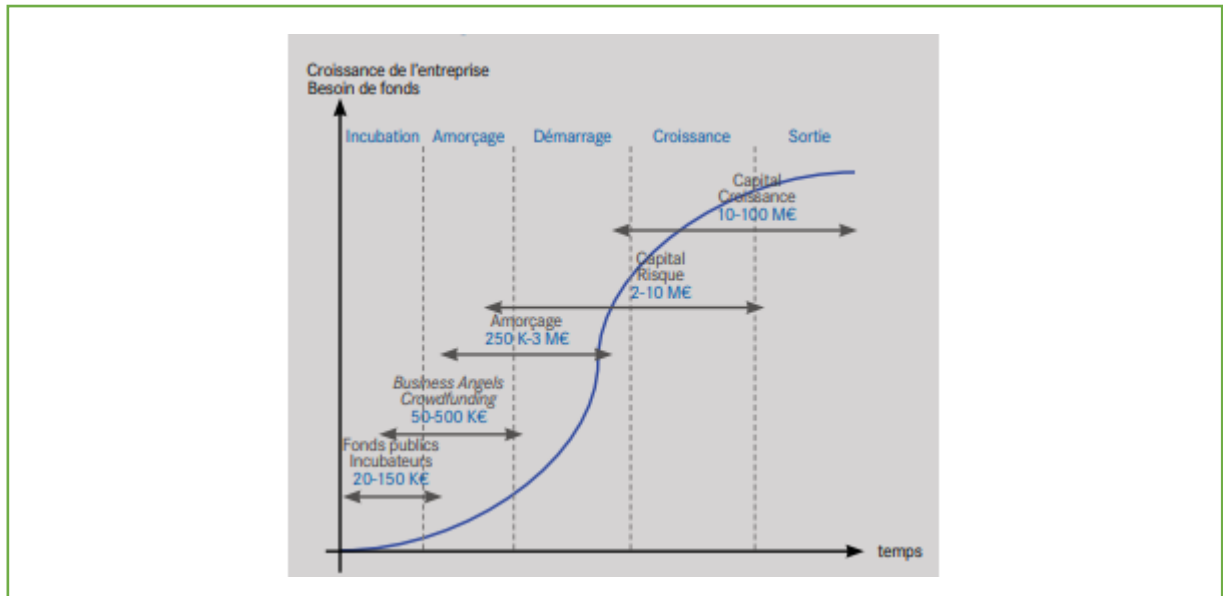 Croissance de l'entreprise
Besoin de fonds
Incubation Amorçage Démarrage Croissance Sortie
Capital
Croissance
10-100 M€
Capital
Risque
2-10 M€
Amorçage
250 K-3 M€
Business Angels
Crowdfunding
50-500 K€
Fonds publics
Incubateurs
20-150 K€
temps